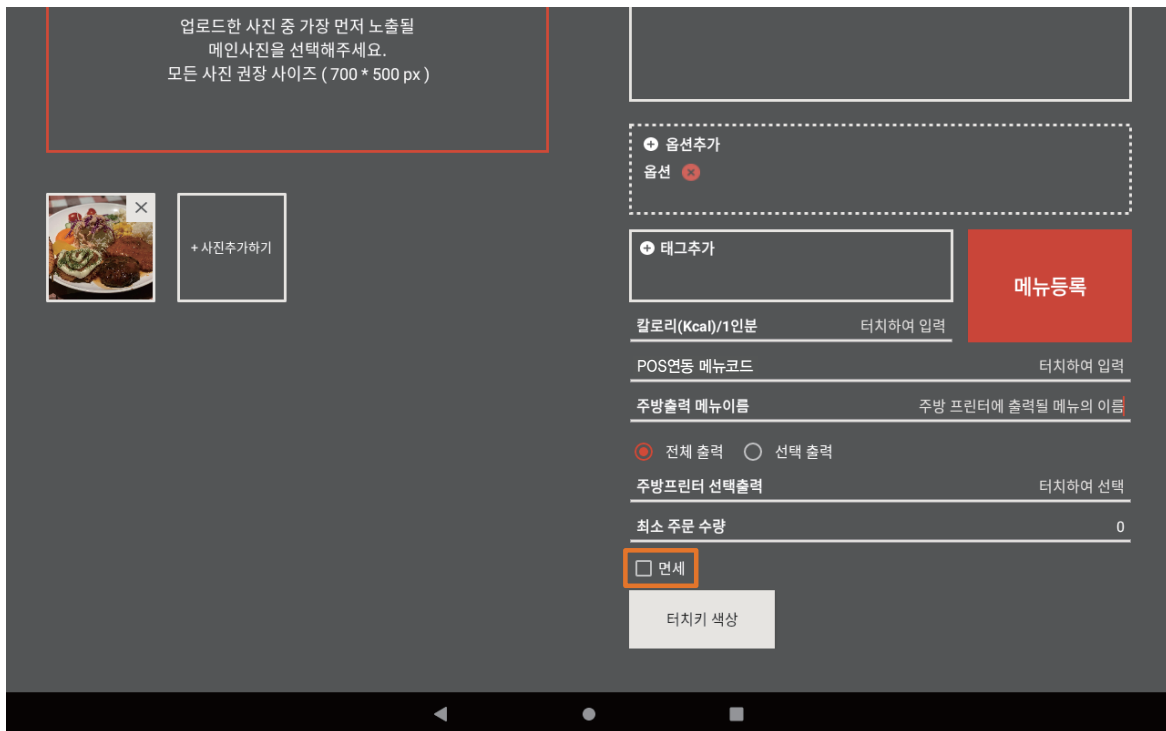 업로드한 사진 중 가장 먼저 노출될
메인사진을 선택해주세요.
모든 사진 권장 사이즈 ( 700 * 500 px )
+ 사진추가하기
옵션추가
옵션
태그추가
메뉴등록
칼로리(Kcal)/1인분 터치하여 입력
POS연동 메뉴코드 터치하여 입력
주방출력 메뉴이름 주방 프린터에 출력될 메뉴의 이름
전체 출력 선택 출력
주방프린터 선택출력 터치하여 선택
최소 주문 수량 0
면세
터치키 색상